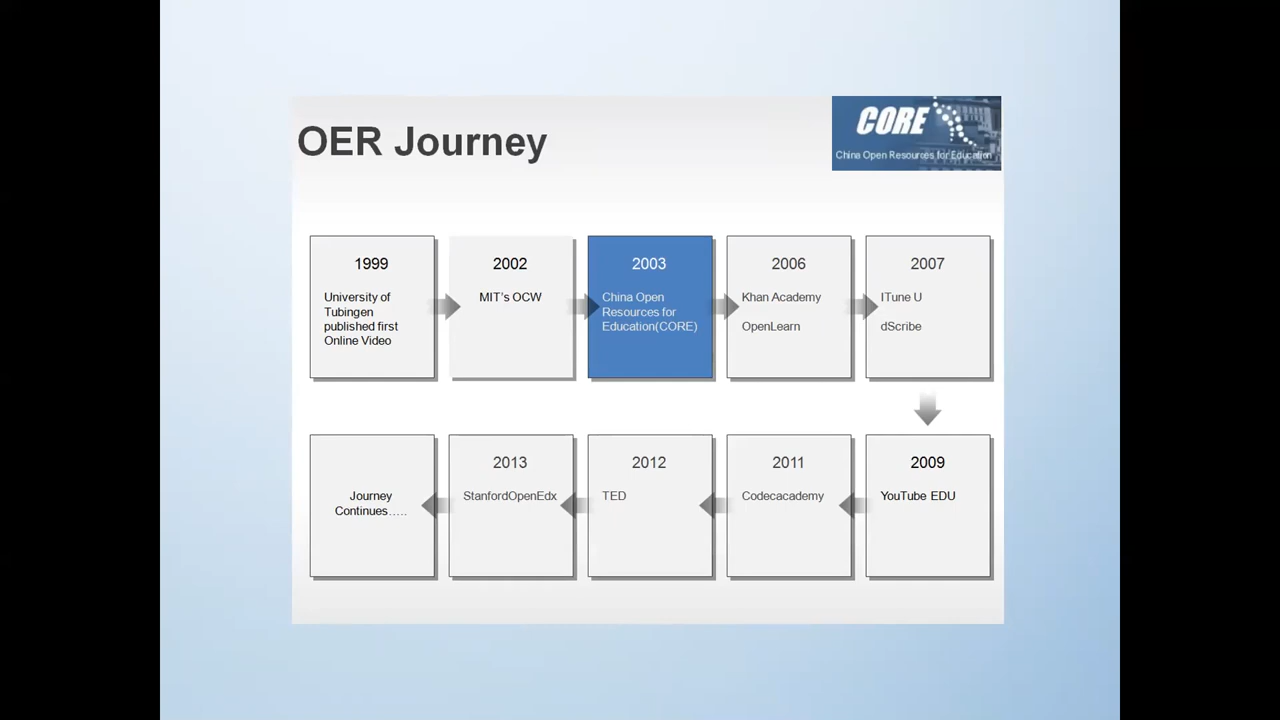 OER Journey
CORE
China Open Resources for Education
1999
University of
Tubingen
published first
Online Video
2002
MIT's OCW
2003
China Open
Resources for
Education(CORE)
2006
Khan Academy
OpenLearn
2007
ITune U
dScribe
2009
YouTube EDU
2011
Codecacademy
2012
TED
2013
StanfordOpenEdx
Journey
Continues.....